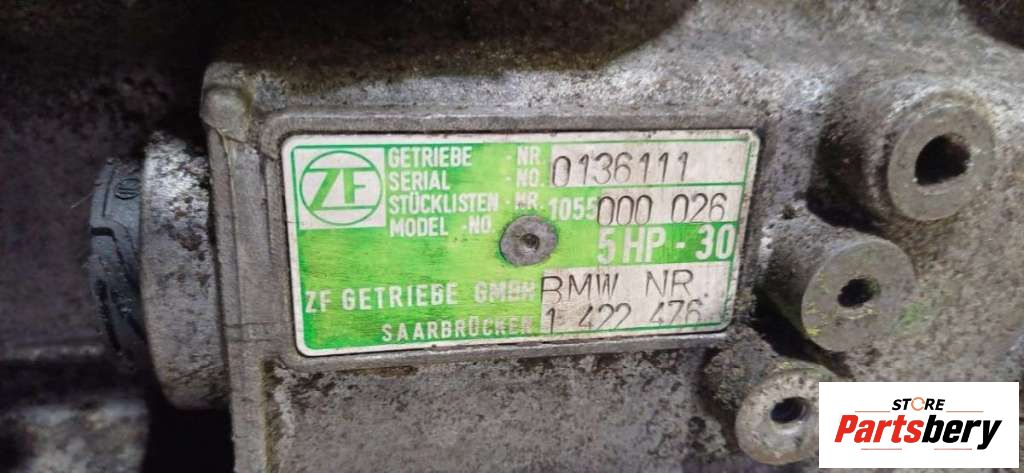 ZF
GETRIEBE -NR. 0136111
SERIAL -NO.
STÜCKLISTEN-NR. 1055 000 026
MODEL -NO
5 HP - 30
ZF GETRIEBE GMBH BMW NR.
SAARBRÜCKEN 1 422 476
STORE
Partsbery